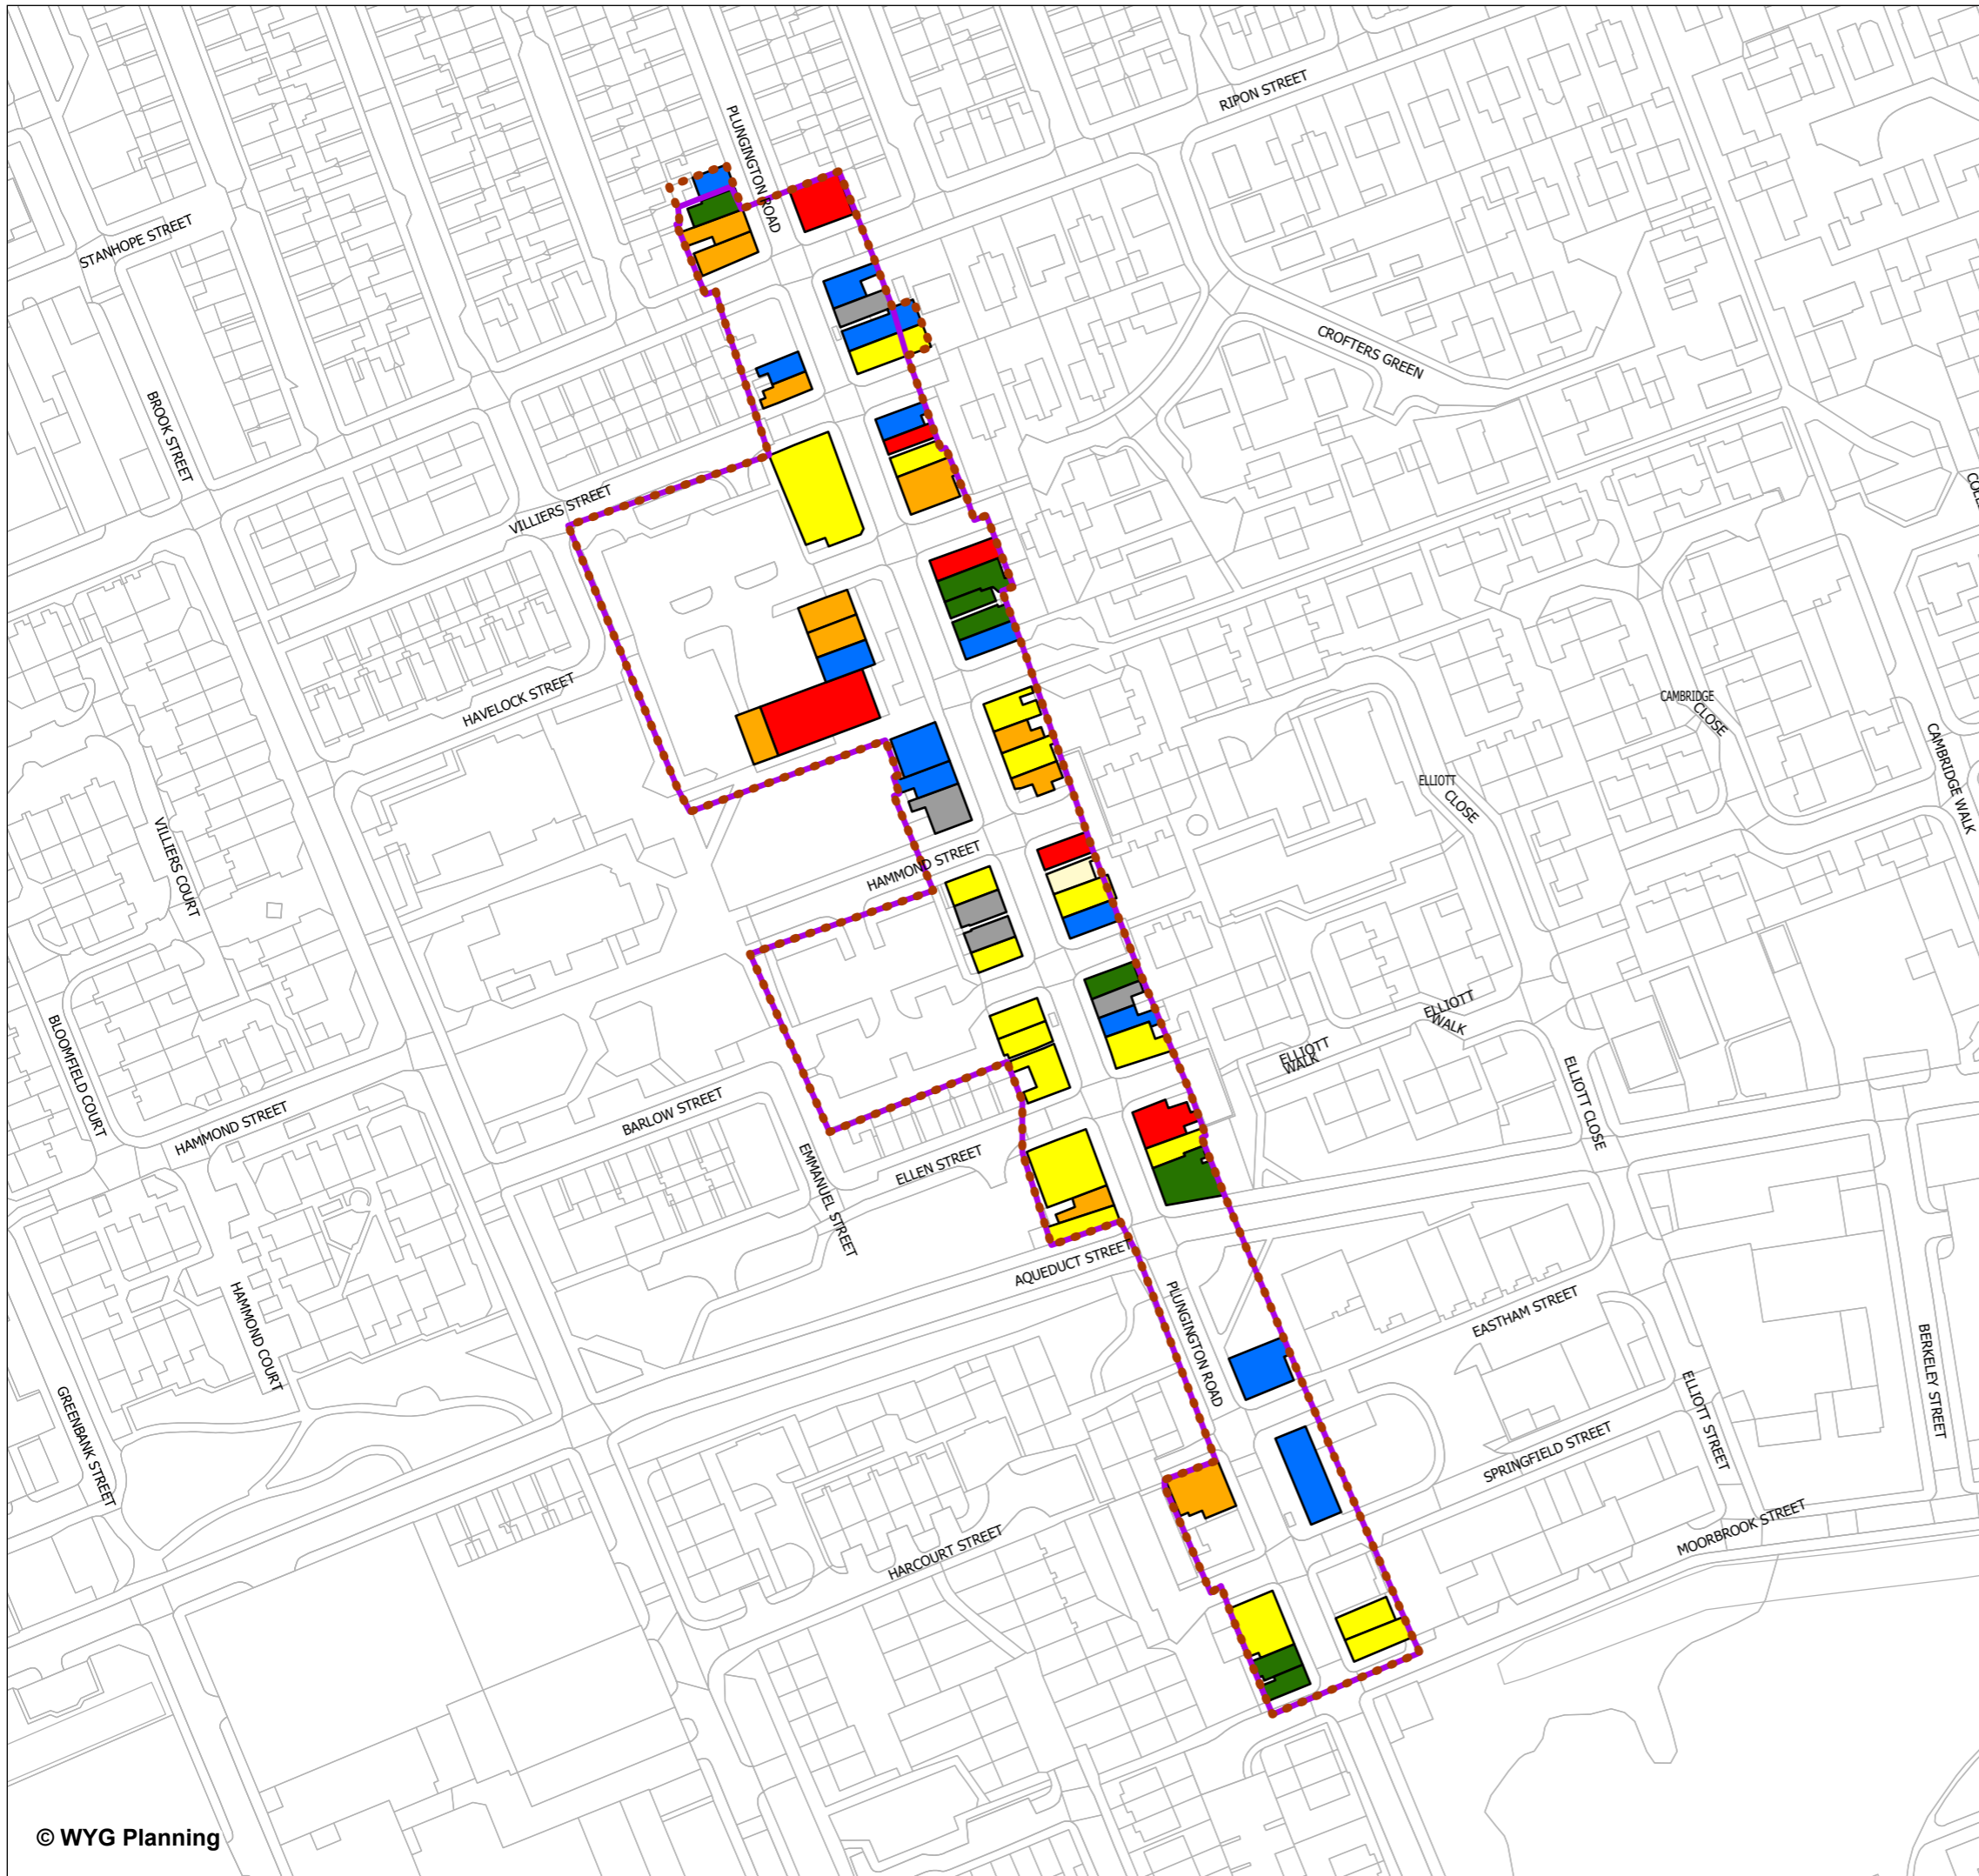 RIPON STREET
PLUNGINGTON ROAD
STANHOPE STREET
CROFTERS GREEN
BROOK STREET
VILLIERS STREET
HAVELOCK STREET
CAMBRIDGE
CLOSE
CAMBRIDGE WALK
ELLIOTT
CLOSE
VILLIERS COURT
HAMMOND STREET
ELLIOTT
WALK
ELLIOTT
WALK
BLOOMFIELD COURT
HAMMOND STREET
BARLOW STREET
ELLIOTT CLOSE
EMMANUEL STREET
ELLEN STREET
AQUEDUCT STREET
HAMMOND COURT
PLUNGINGTON ROAD
EASTHAM STREET
BERKELEY STREET
GREENBANK STREET
ELLIOTT STREET
SPRINGFIELD STREET
MOORBROOK STREET
HARCOURT STREET
© WYG Planning